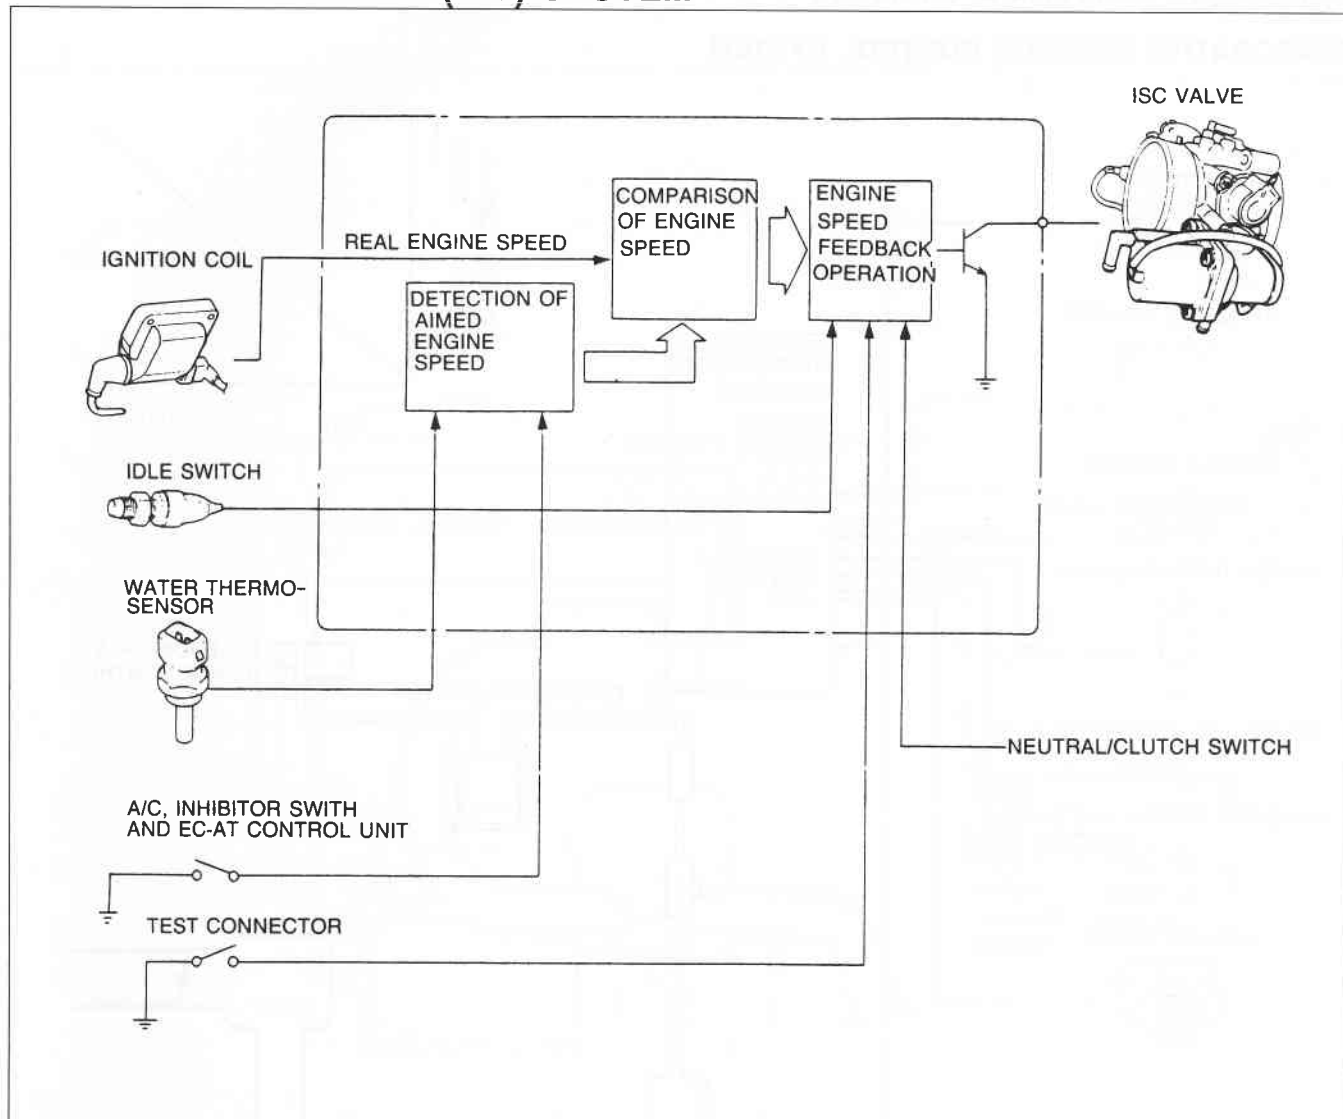 ISC VALVE
COMPARISON
OF ENGINE
SPEED
ENGINE
SPEED
FEEDBACK
OPERATION
REAL ENGINE SPEED
IGNITION COIL
DETECTION OF
AIMED
ENGINE
SPEED
IDLE SWITCH
WATER THERMO-
SENSOR
NEUTRAL/CLUTCH SWITCH
A/C, INHIBITOR SWITH
AND EC-AT CONTROL UNIT
TEST CONNECTOR